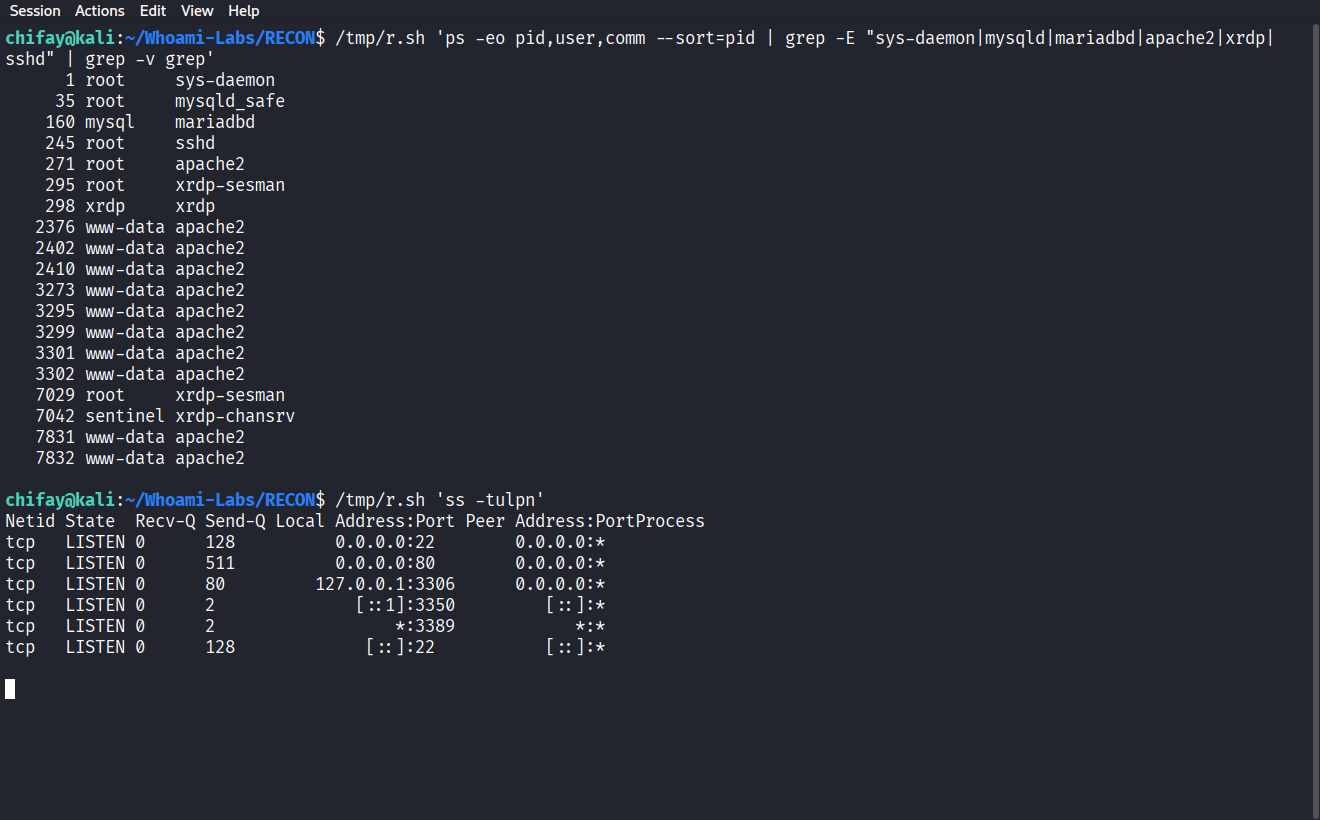 Session Actions Edit View Help
chifay@kali:~/Whoami-Labs/RECON$ /tmp/r.sh 'ps -eo pid,user,comm --sort=pid | grep -E "sys-daemon|mysqld|mariadbd|apache2|xrdp|
sshd" | grep -v grep'
      1 root     sys-daemon
     35 root     mysqld_safe
    160 mysql    mariadbd
    245 root     sshd
    271 root     apache2
    295 root     xrdp-sesman
    298 xrdp     xrdp
   2376 www-data apache2
   2402 www-data apache2
   2410 www-data apache2
   3273 www-data apache2
   3295 www-data apache2
   3299 www-data apache2
   3301 www-data apache2
   3302 www-data apache2
   7029 root     xrdp-sesman
   7042 sentinel xrdp-chansrv
   7831 www-data apache2
   7832 www-data apache2
chifay@kali:~/Whoami-Labs/RECON$ /tmp/r.sh 'ss -tulpn'
Netid State  Recv-Q Send-Q Local Address:Port Peer Address:PortProcess
tcp   LISTEN 0      128          0.0.0.0:22        0.0.0.0:*
tcp   LISTEN 0      511          0.0.0.0:80        0.0.0.0:*
tcp   LISTEN 0      80         127.0.0.1:3306      0.0.0.0:*
tcp   LISTEN 0      2              [::1]:3350         [::]:*
tcp   LISTEN 0      2                  *:3389            *:*
tcp   LISTEN 0      128             [::]:22           [::]:*